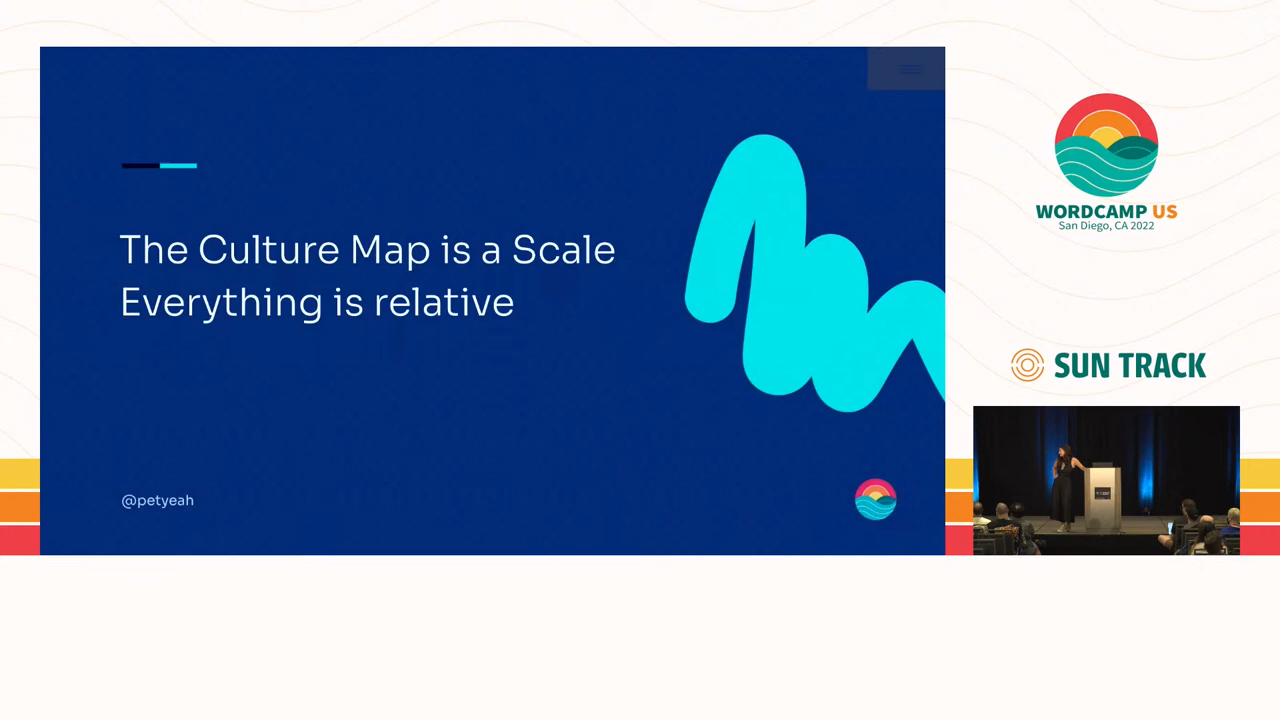 The Culture Map is a Scale
Everything is relative
@petyeah
WORDCAMP US
San Diego, CA 2022
SUN TRACK